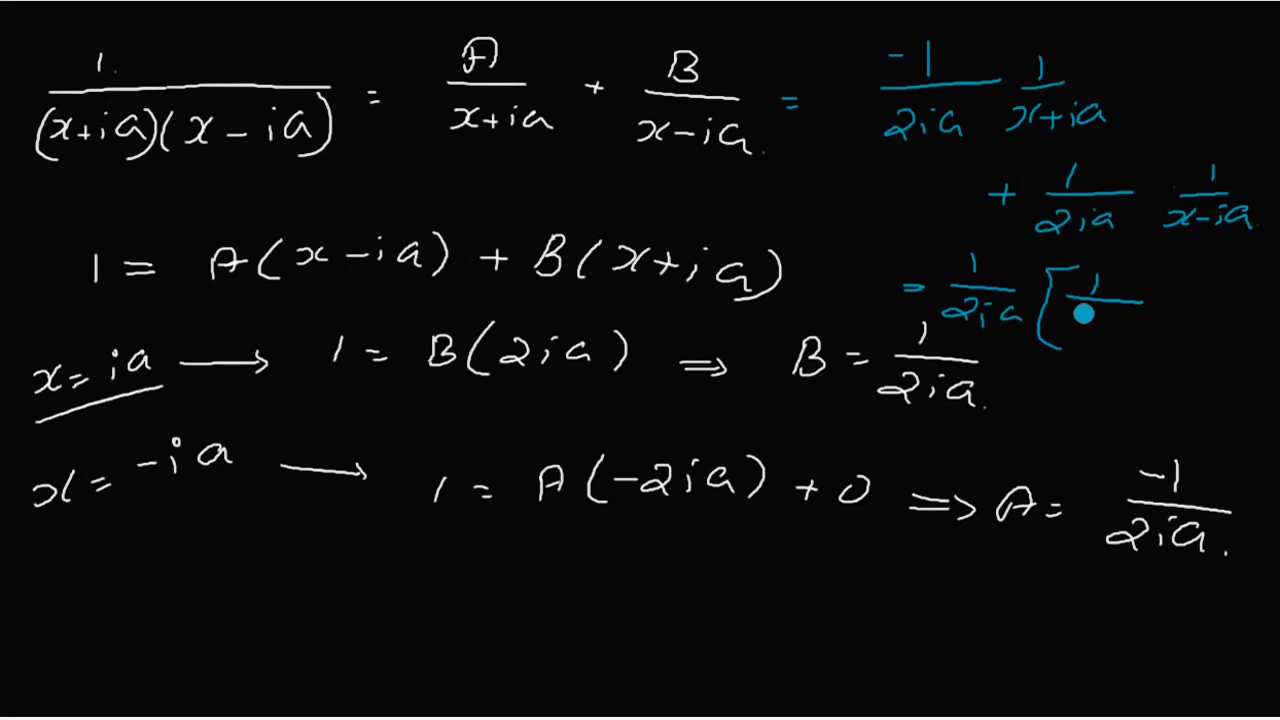 1/((x+ia)(x-ia)) = A/(x+ia) + B/(x-ia) = -1/(2ia) 1/(x+ia)
+ 1/(2ia) 1/(x-ia)
1 = A(x-ia) + B(x+ia)
= 1/(2ia) [ 1/
x=ia ⟶ 1 = B(2ia) ⟹ B = 1/(2ia).
x = -ia ⟶ 1 = A(-2ia) + 0 ⟹ A = -1/(2ia).